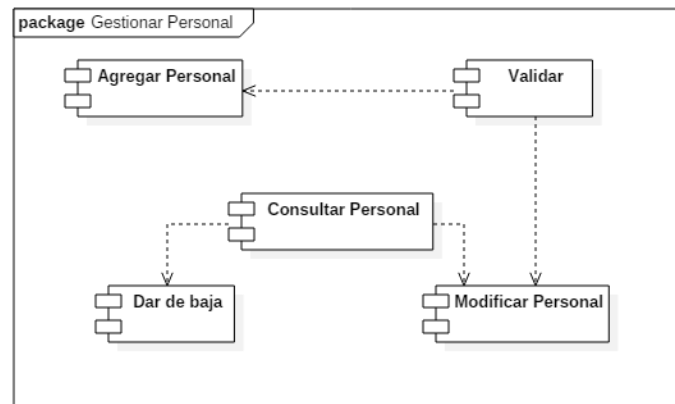 package Gestionar Personal
Agregar Personal
Validar
Consultar Personal
Dar de baja
Modificar Personal